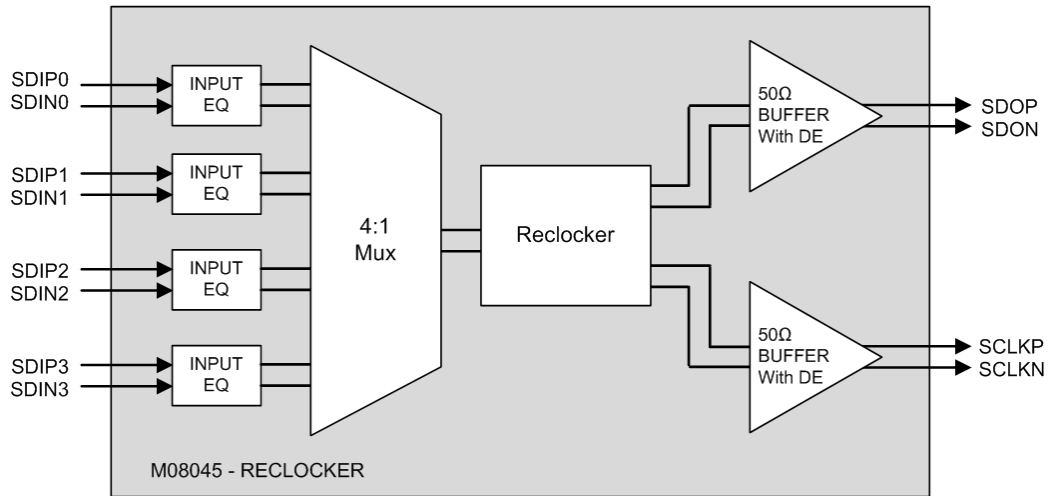 SDIP0
SDIN0
INPUT
EQ
SDIP1
SDIN1
INPUT
EQ
SDIP2
SDIN2
INPUT
EQ
SDIP3
SDIN3
INPUT
EQ
4:1
Mux
Reclocker
50Ω
BUFFER
With DE
SDOP
SDON
50Ω
BUFFER
With DE
SCLKP
SCLKN
M08045 - RECLOCKER